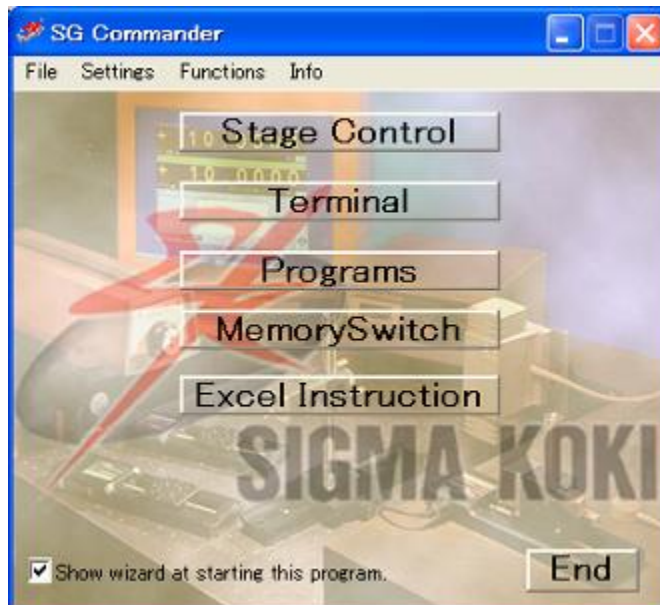 SG Commander
File Settings Functions Info
Stage Control
Terminal
Programs
MemorySwitch
Excel Instruction
SIGMA KOKI
Show wizard at starting this program.
End